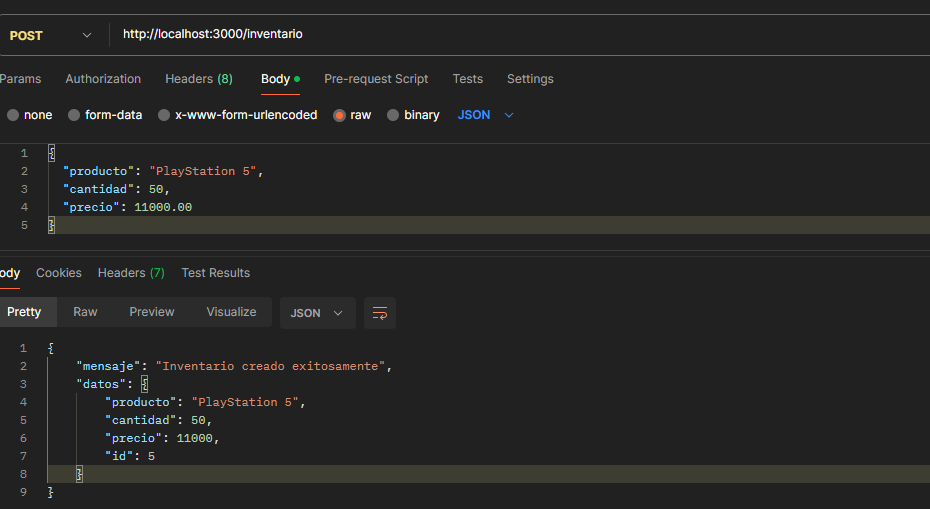 POST http://localhost:3000/inventario
Params Authorization Headers (8) Body Pre-request Script Tests Settings
none form-data x-www-form-urlencoded raw binary JSON
1 {
2 "producto": "PlayStation 5",
3 "cantidad": 50,
4 "precio": 11000.00
5 }
ody Cookies Headers (7) Test Results
Pretty Raw Preview Visualize JSON
1 {
2 "mensaje": "Inventario creado exitosamente",
3 "datos": {
4 "producto": "PlayStation 5",
5 "cantidad": 50,
6 "precio": 11000,
7 "id": 5
8 }
9 }